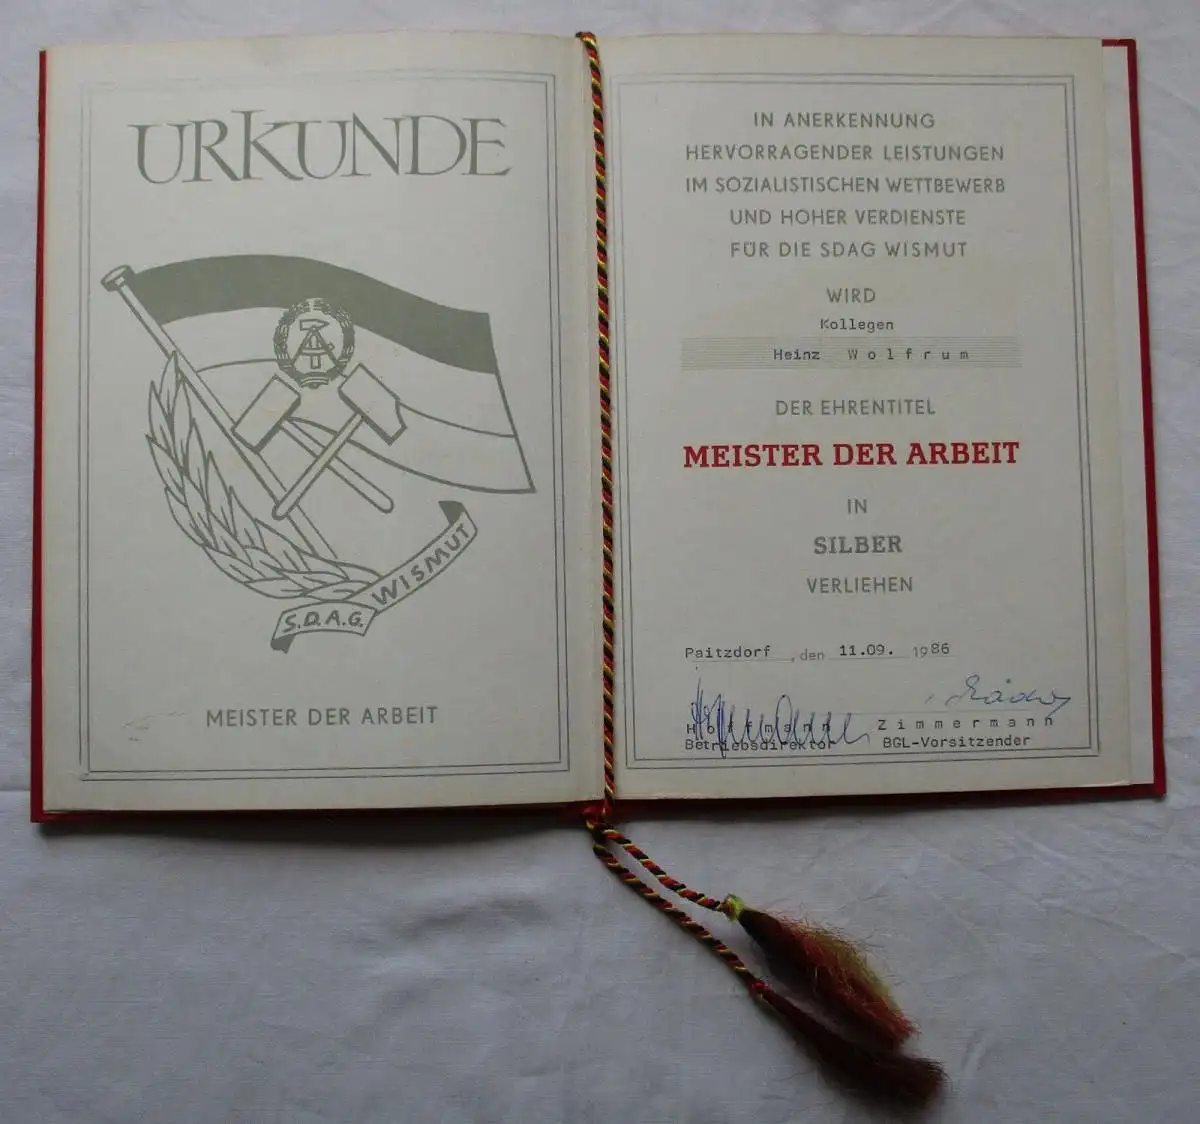 URKUNDE
S.D.A.G. WISMUT
MEISTER DER ARBEIT
IN ANERKENNUNG
HERVORRAGENDER LEISTUNGEN
IM SOZIALISTISCHEN WETTBEWERB
UND HOHER VERDIENSTE
FÜR DIE SDAG WISMUT
WIRD
Kollegen
Heinz Wolfrum
DER EHRENTITEL
MEISTER DER ARBEIT
IN
SILBER
VERLIEHEN
Paitzdorf, den 11.09. 1986
Hoffmann Zimmermann
Betriebsdirektor BGL-Vorsitzender